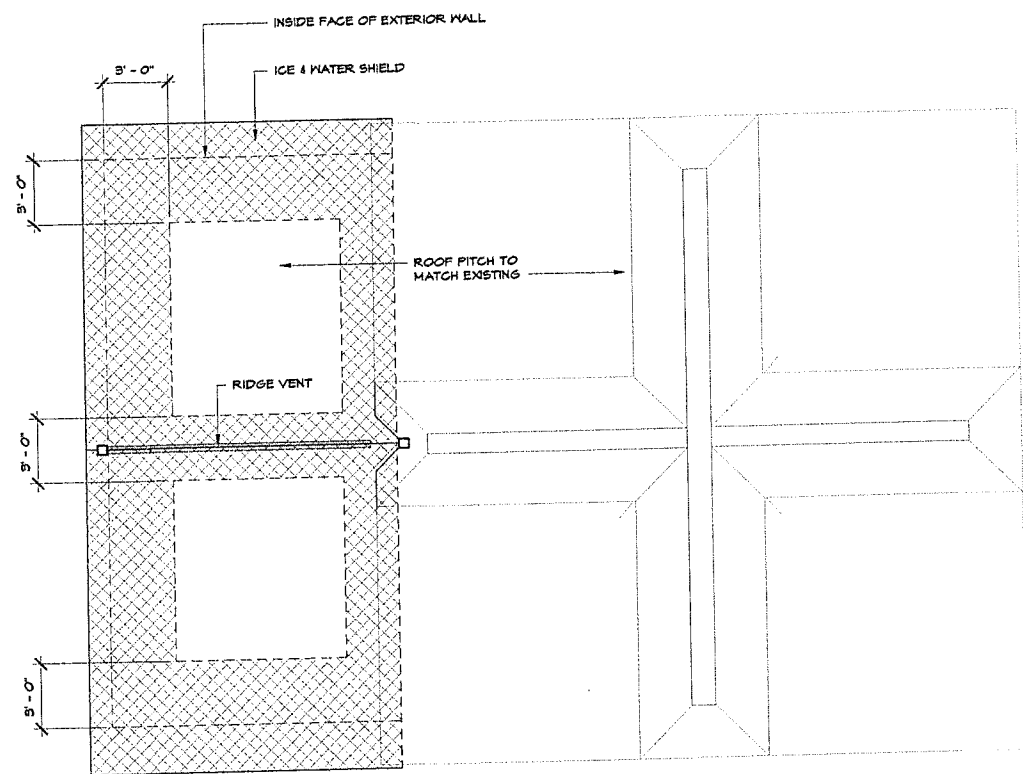 INSIDE FACE OF EXTERIOR WALL
ICE & WATER SHIELD
3' - 0"
3' - 0"
ROOF PITCH TO
MATCH EXISTING
RIDGE VENT
3' - 0"
3' - 0"